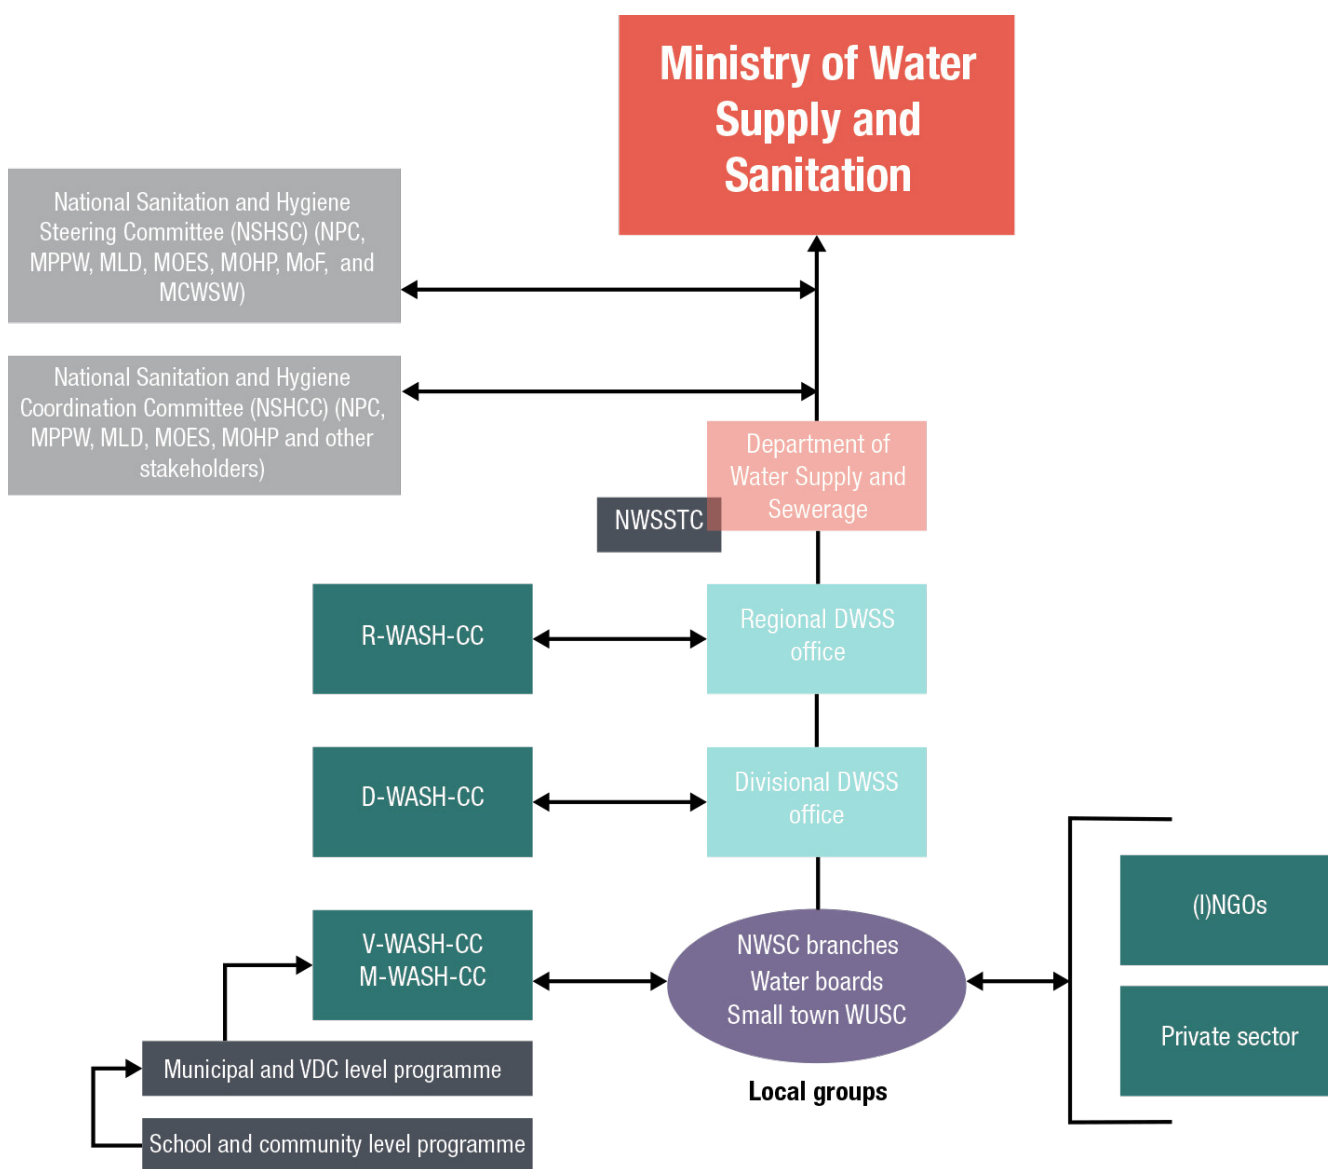 Ministry of Water
Supply and
Sanitation
National Sanitation and Hygiene
Steering Committee (NSHSC) (NPC,
MPPW, MLD, MOES, MOHP, MoF, and
MCWSW)
National Sanitation and Hygiene
Coordination Committee (NSHCC) (NPC,
MPPW, MLD, MOES, MOHP and other
stakeholders)
Department of
Water Supply and
Sewerage
NWSSTC
R-WASH-CC
Regional DWSS
office
D-WASH-CC
Divisional DWSS
office
V-WASH-CC
M-WASH-CC
NWSC branches
Water boards
Small town WUSC
Local groups
(I)NGOs
Private sector
Municipal and VDC level programme
School and community level programme